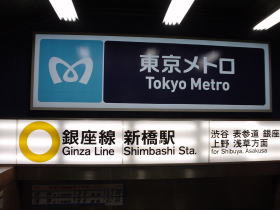 東京メトロ
Tokyo Metro
銀座線 新橋駅
Ginza Line Shimbashi Sta.
渋谷 表参道 銀座
上野 浅草方面
for Shibuya, Asakusa